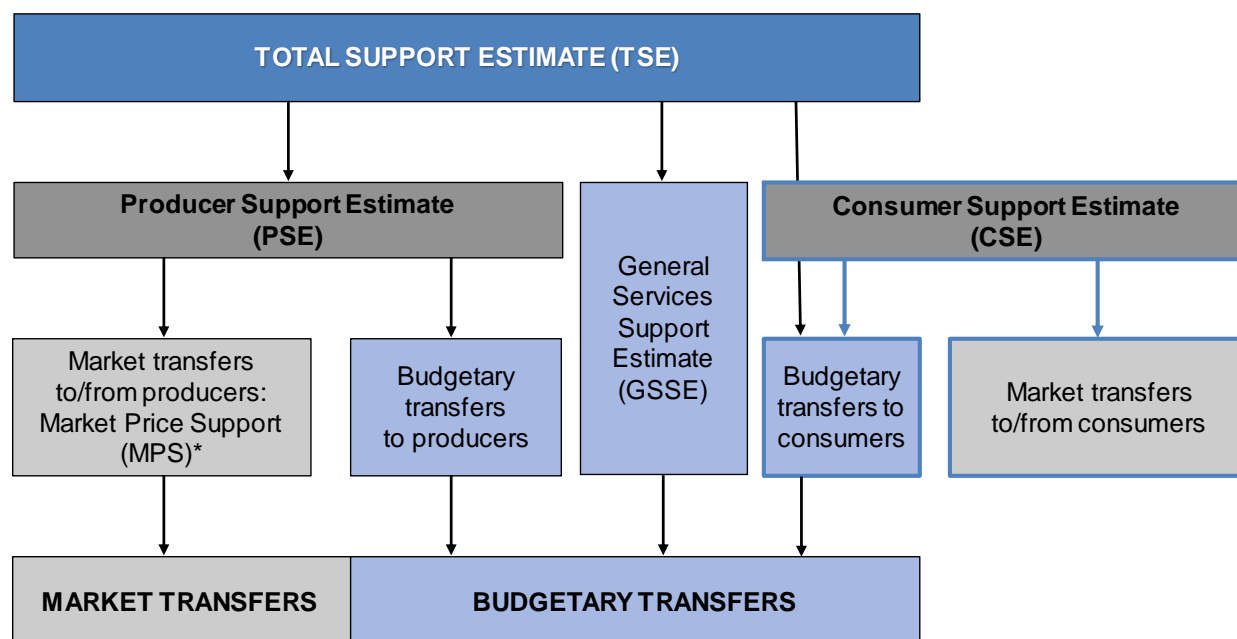 TOTAL SUPPORT ESTIMATE (TSE)
Producer Support Estimate
(PSE)
Consumer Support Estimate
(CSE)
General
Services
Support
Estimate
(GSSE)
Market transfers
to/from producers:
Market Price Support
(MPS)*
Budgetary
transfers
to producers
Budgetary
transfers to
consumers
Market transfers
to/from consumers
MARKET TRANSFERS
BUDGETARY TRANSFERS